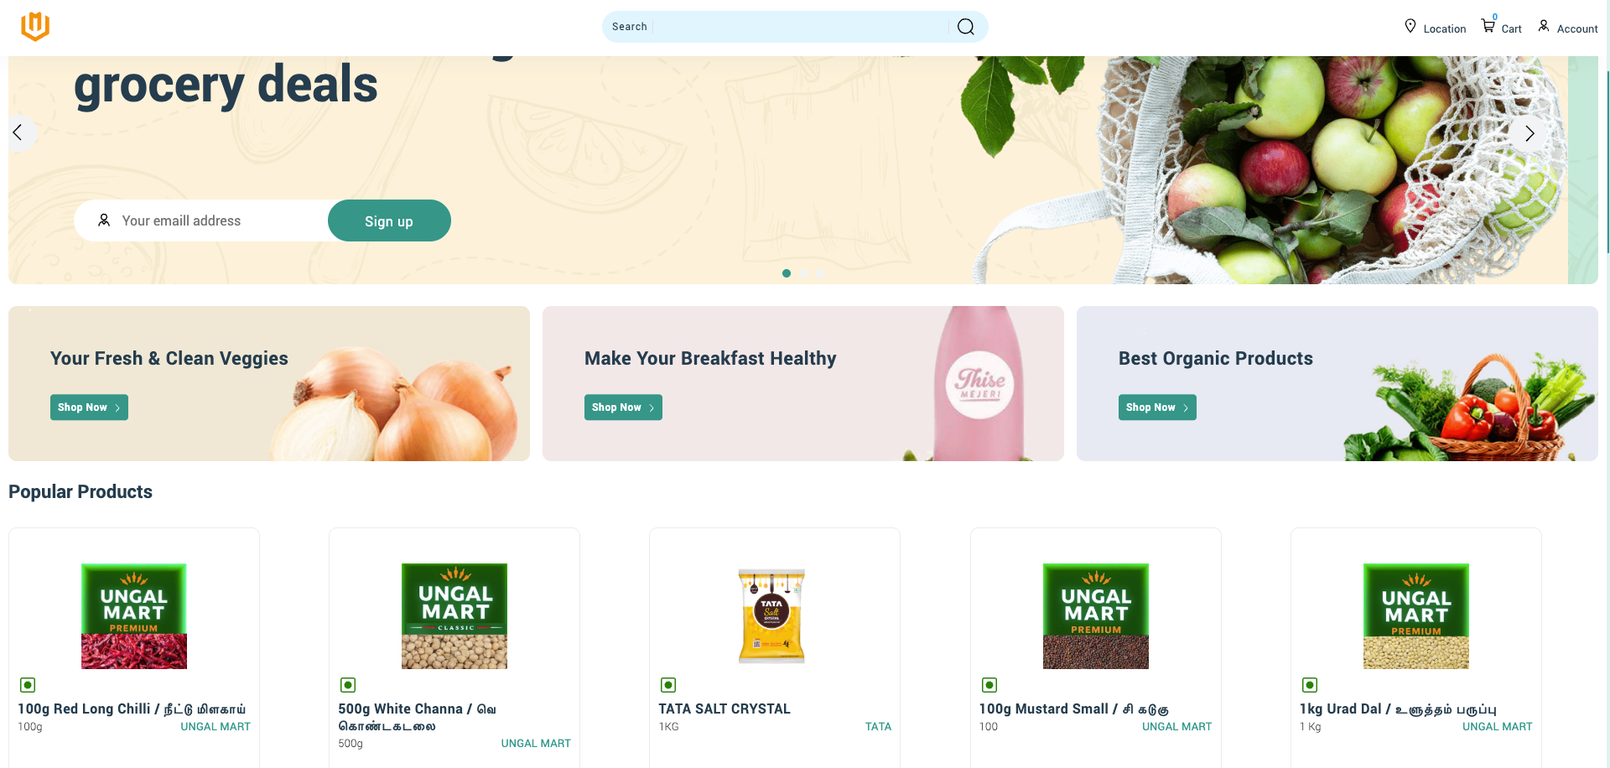 Search
Location
0
Cart
Account
grocery deals
Your emaill address
Sign up
Your Fresh & Clean Veggies
Shop Now
Make Your Breakfast Healthy
Shop Now
Thise
MEJERI
Best Organic Products
Shop Now
Popular Products
UNGAL
MART
PREMIUM
100g Red Long Chilli / நீட்டு மிளகாய்
100g
UNGAL MART
UNGAL
MART
CLASSIC
500g White Channa / வெ
கொண்டகடலை
500g
UNGAL MART
TATA
Salt
TATA SALT CRYSTAL
1KG
TATA
UNGAL
MART
PREMIUM
100g Mustard Small / சி கடுகு
100
UNGAL MART
UNGAL
MART
PREMIUM
1kg Urad Dal / உளுத்தம் பருப்பு
1 Kg
UNGAL MART